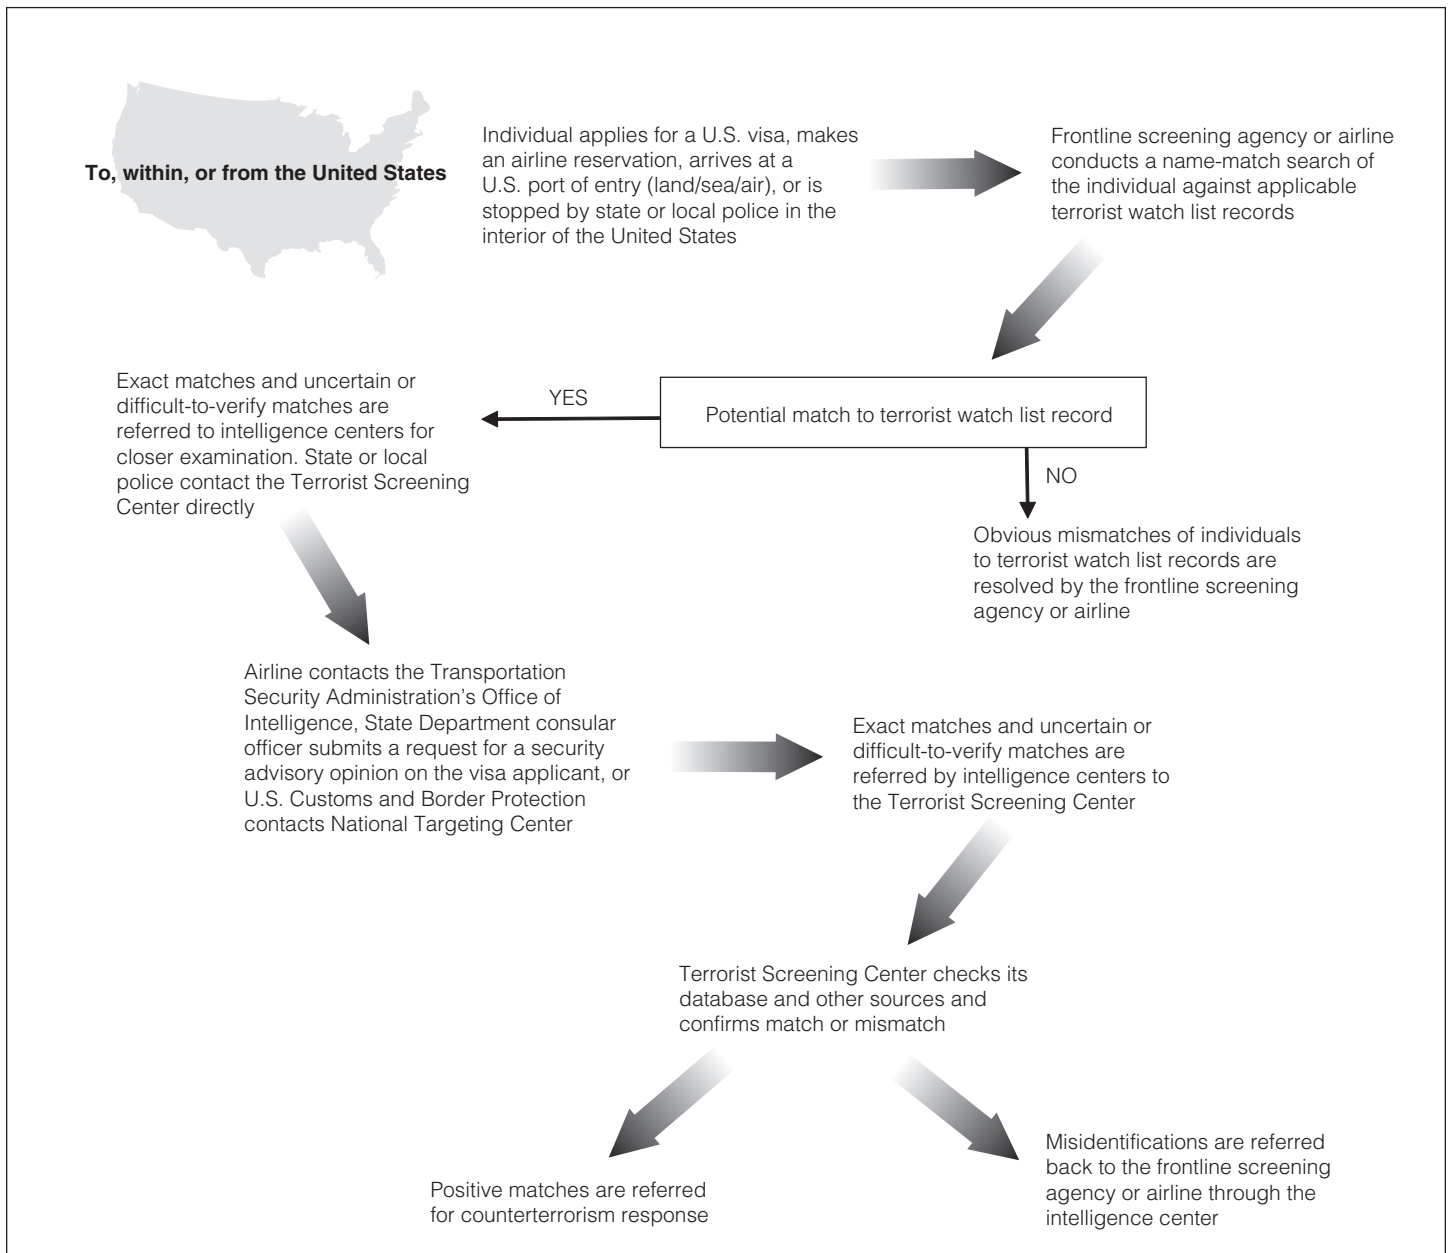 To, within, or from the United States
Individual applies for a U.S. visa, makes
an airline reservation, arrives at a
U.S. port of entry (land/sea/air), or is
stopped by state or local police in the
interior of the United States
Frontline screening agency or airline
conducts a name-match search of
the individual against applicable
terrorist watch list records
Potential match to terrorist watch list record
YES
Exact matches and uncertain or
difficult-to-verify matches are
referred to intelligence centers for
closer examination. State or local
police contact the Terrorist Screening
Center directly
NO
Obvious mismatches of individuals
to terrorist watch list records are
resolved by the frontline screening
agency or airline
Airline contacts the Transportation
Security Administration’s Office of
Intelligence, State Department consular
officer submits a request for a security
advisory opinion on the visa applicant, or
U.S. Customs and Border Protection
contacts National Targeting Center
Exact matches and uncertain or
difficult-to-verify matches are
referred by intelligence centers to
the Terrorist Screening Center
Terrorist Screening Center checks its
database and other sources and
confirms match or mismatch
Positive matches are referred
for counterterrorism response
Misidentifications are referred
back to the frontline screening
agency or airline through the
intelligence center